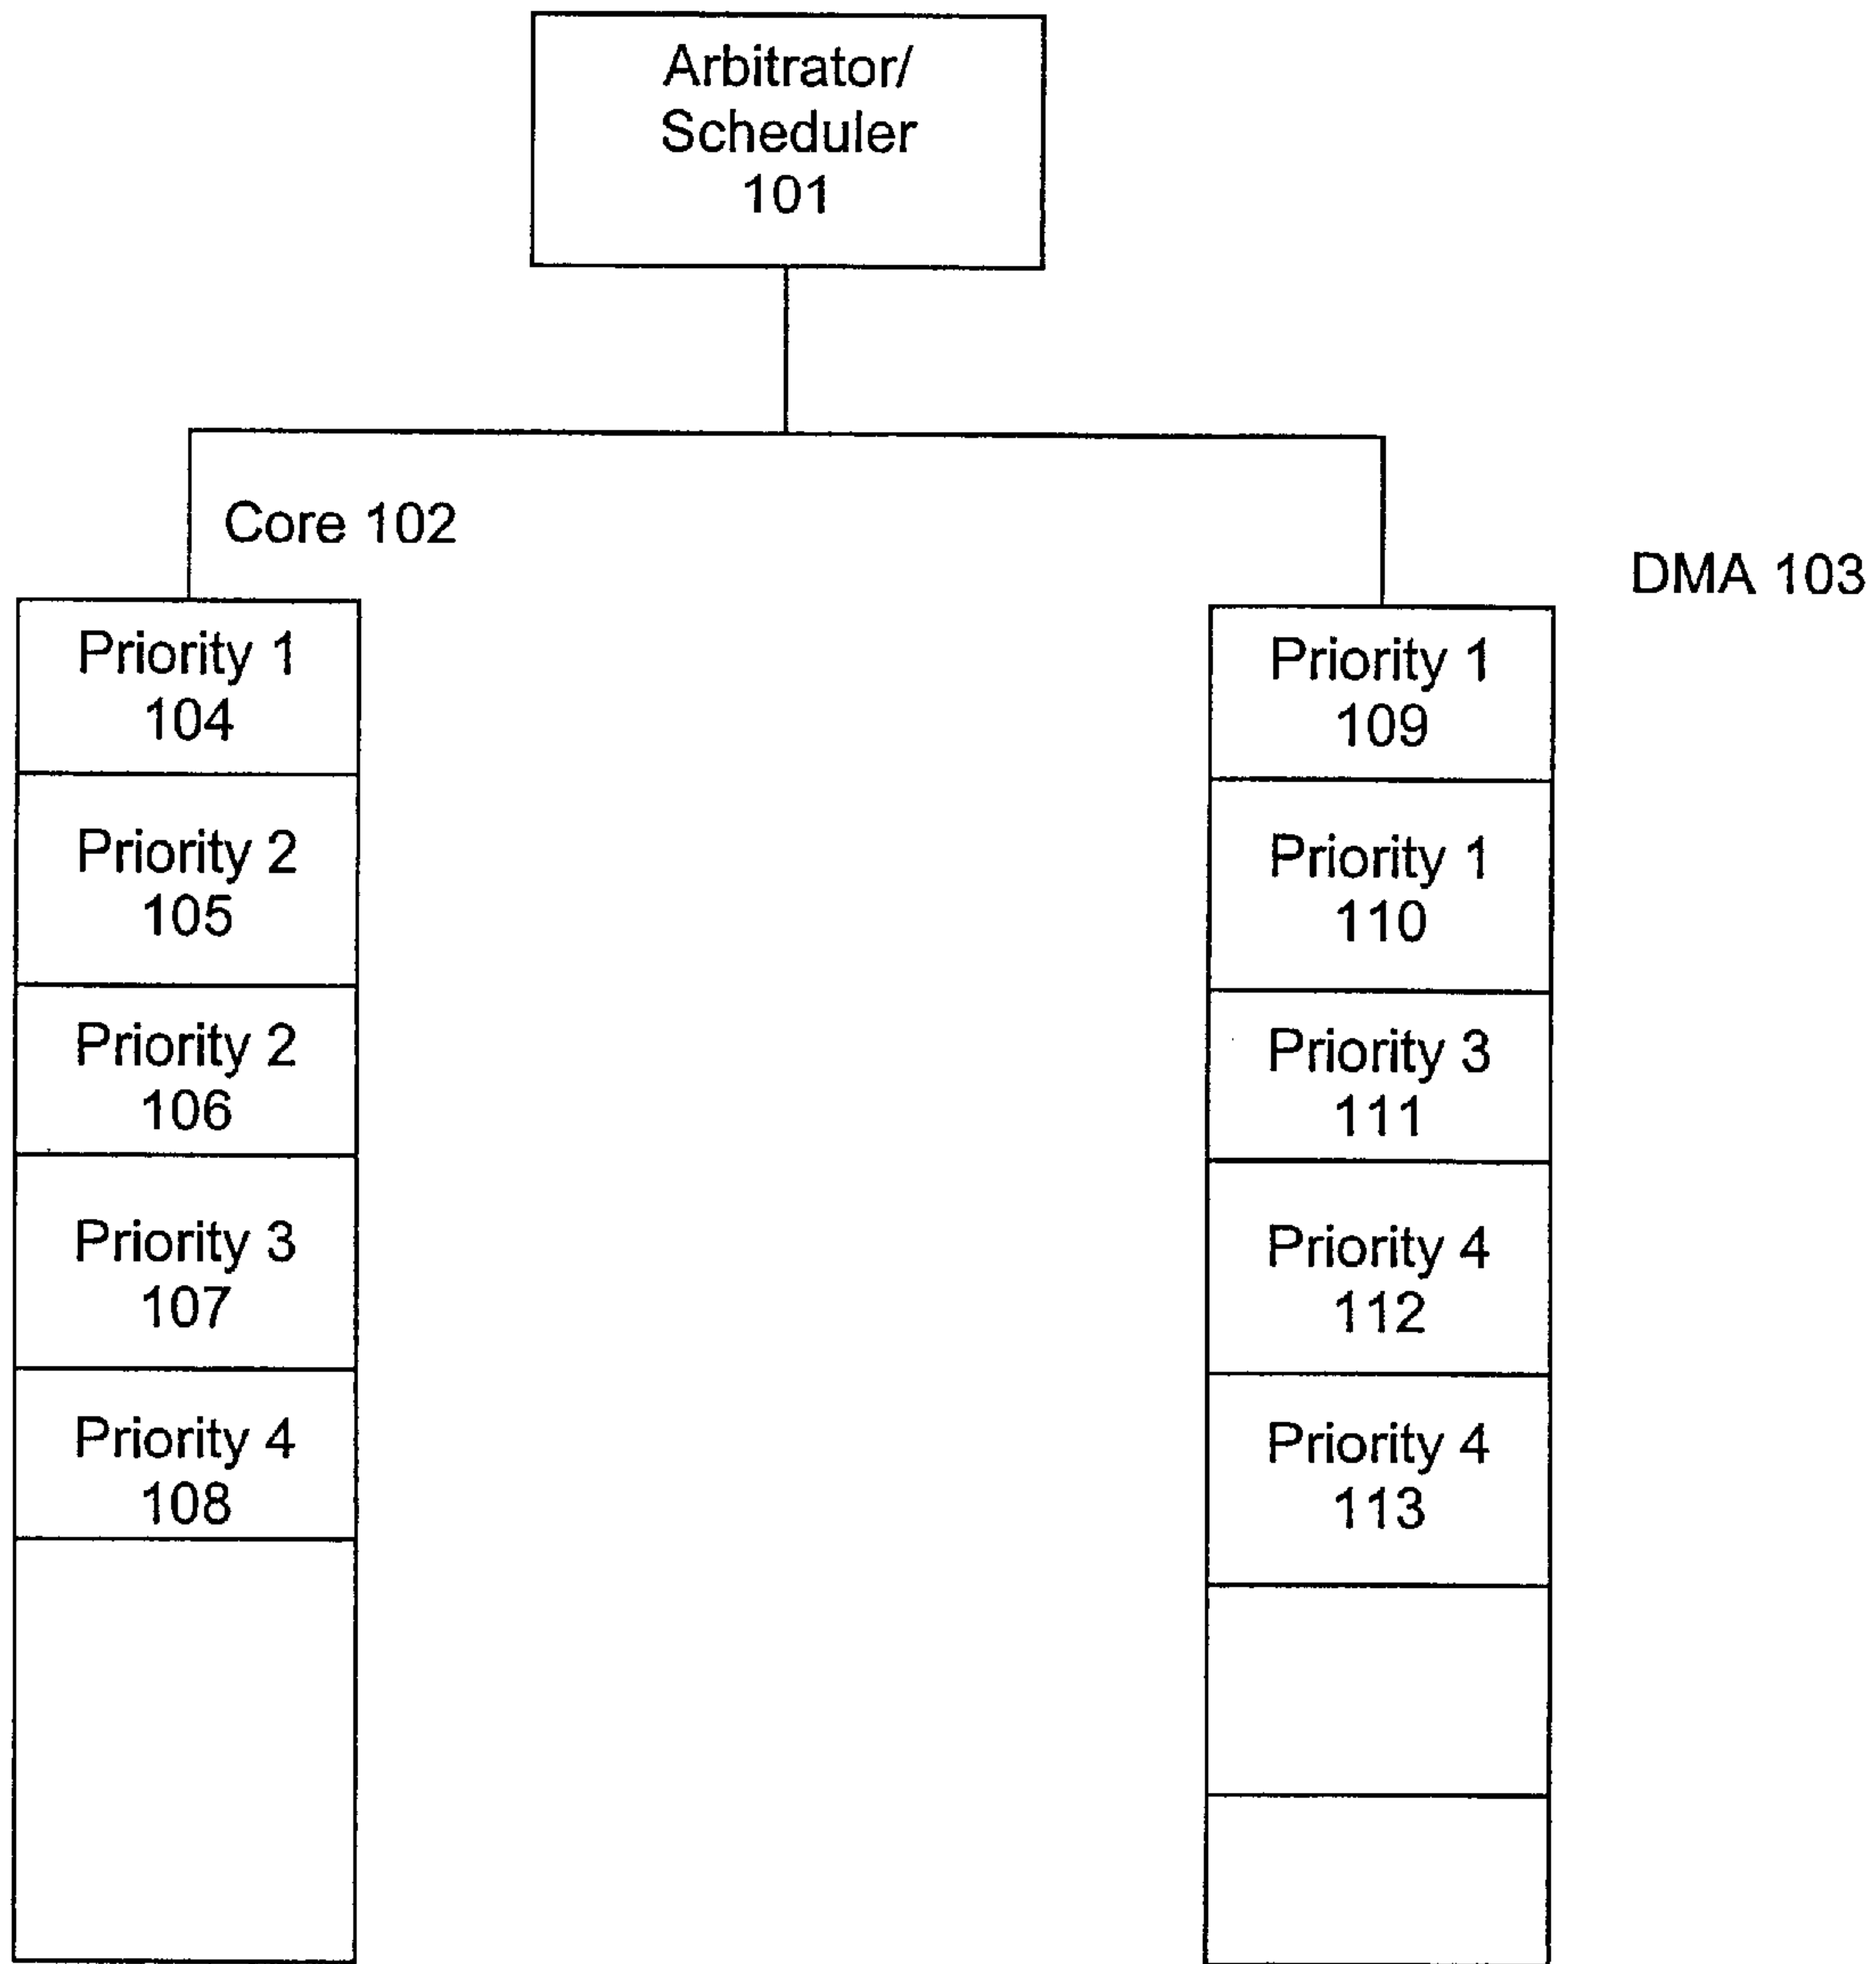 Arbitrator/
Scheduler
101
Core 102
DMA 103
Priority 1
104
Priority 2
105
Priority 2
106
Priority 3
107
Priority 4
108
Priority 1
109
Priority 1
110
Priority 3
111
Priority 4
112
Priority 4
113